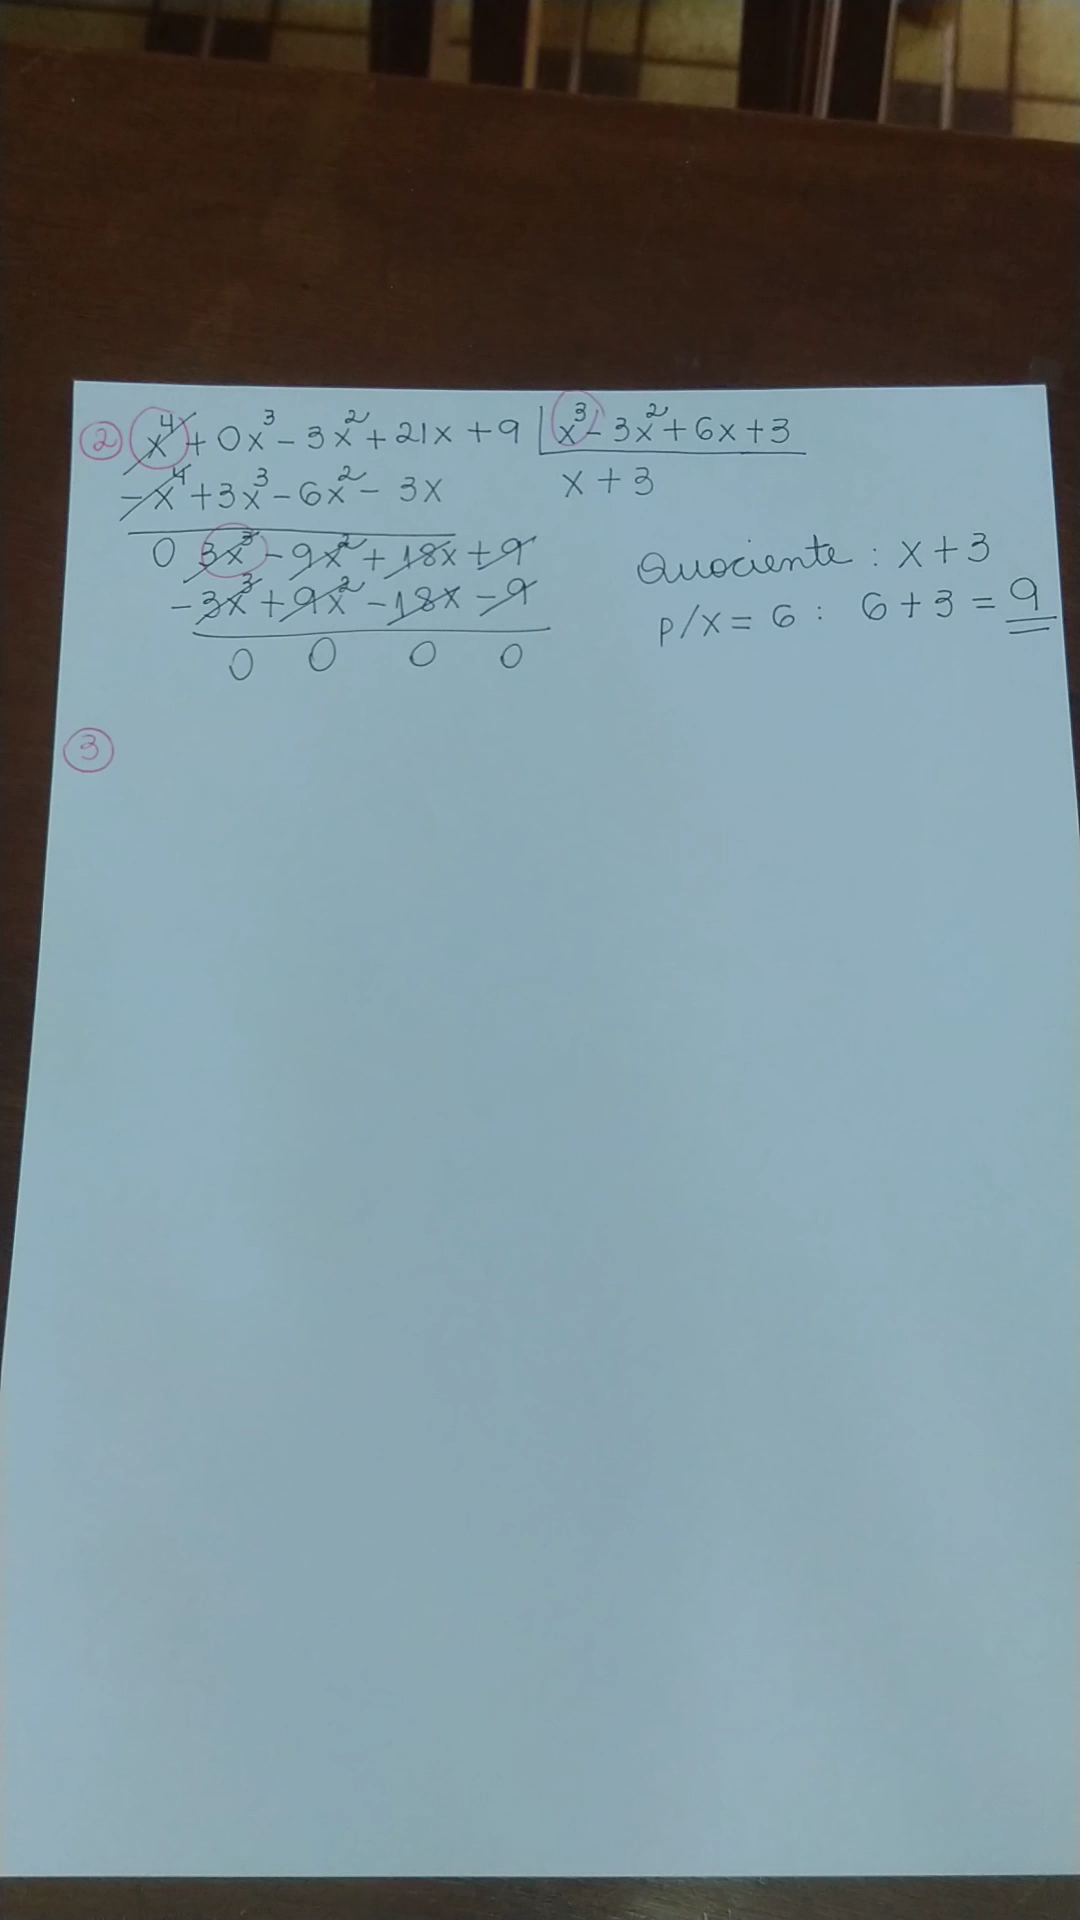 ② x⁴ + 0x³ - 3x² + 21x + 9 | x³ - 3x² + 6x + 3
-x⁴ + 3x³ - 6x² - 3x x + 3
0 3x³ - 9x² + 18x + 9
-3x³ + 9x² - 18x - 9
0 0 0 0
Quociente : x + 3
p/x = 6 : 6 + 3 = 9
③